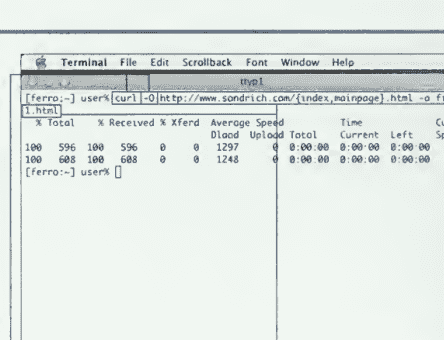 Terminal File Edit Scrollback Font Window Help
ttyp1
[ferro:~] user% curl -O http://www.sondrich.com/{index,mainpage}.html -o fr
1.html
% Total % Received % Xferd Average Speed Time Cu
Dload Upload Total Current Left Sp
100 596 100 596 0 0 1297 0 0:00:00 0:00:00 0:00:00
100 608 100 608 0 0 1248 0 0:00:00 0:00:00 0:00:00
[ferro:~] user%